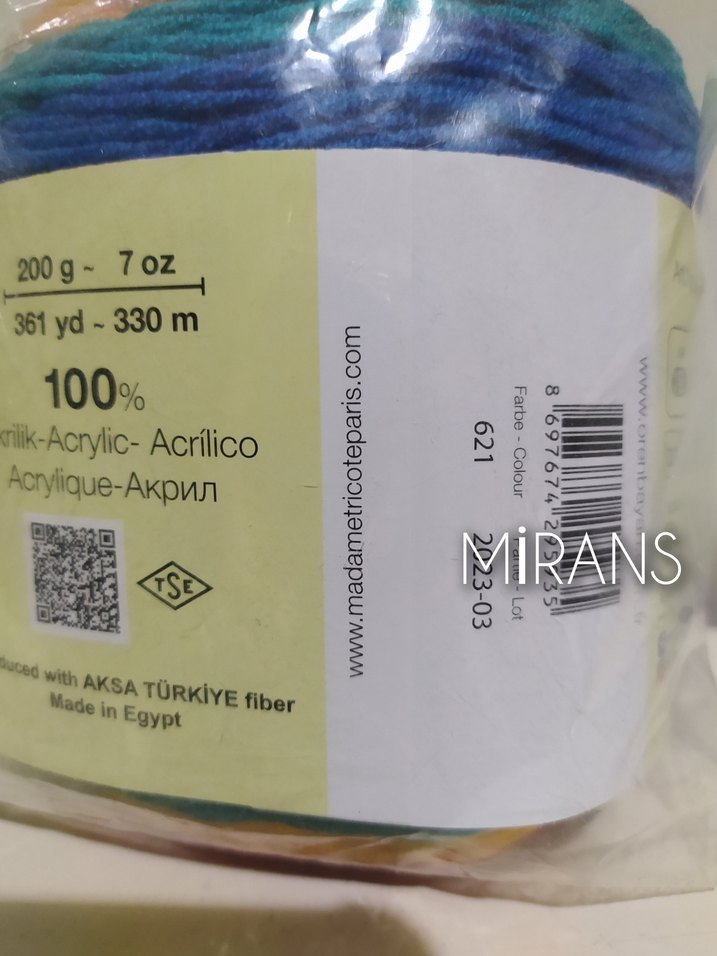 200 g ~ 7 oz
361 yd ~ 330 m
100%
krilik-Acrylic- Acrílico
Acrylique-Акрил
TSE
duced with AKSA TÜRKİYE fiber
Made in Egypt
www.madametricoteparis.com
621 2023-03
Farbe - Colour - Lot
MiRANS